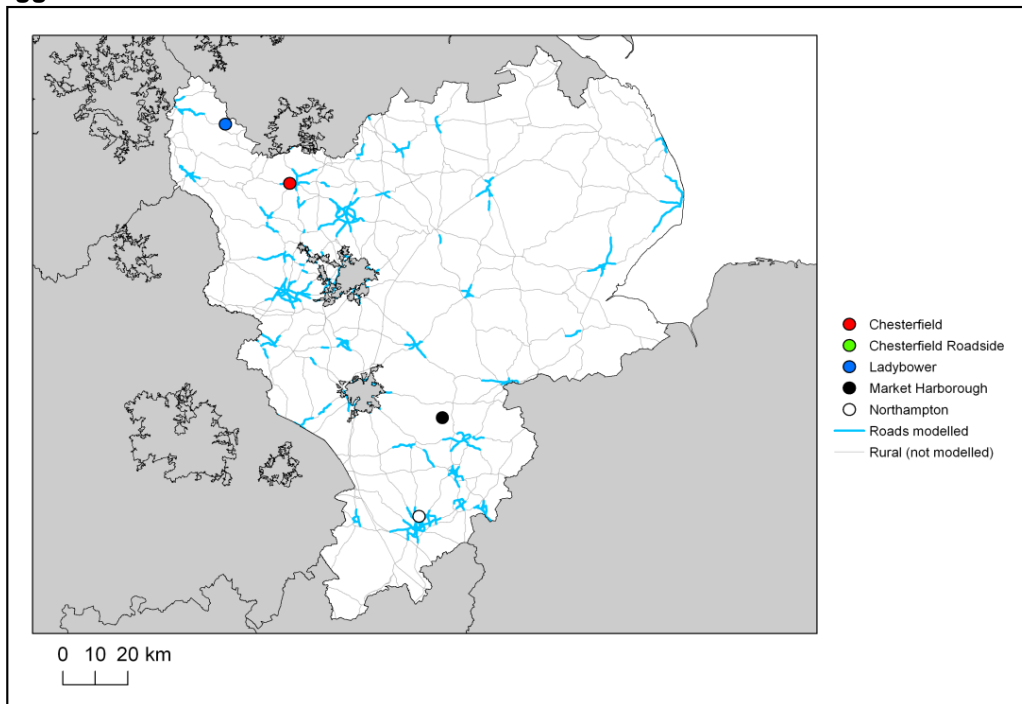 Chesterfield
Chesterfield Roadside
Ladybower
Market Harborough
Northampton
Roads modelled
Rural (not modelled)
0 10 20 km